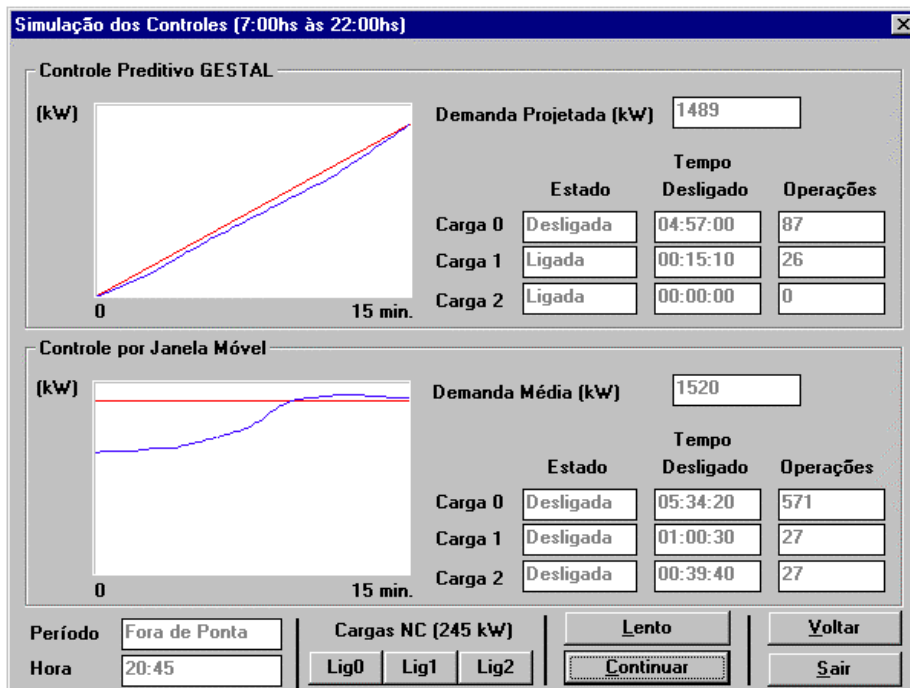 Simulação dos Controles (7:00hs às 22:00hs)
Controle Preditivo GESTAL
(kW)
Demanda Projetada (kW) 1489
Tempo
Estado Desligado Operações
Carga 0 Desligada 04:57:00 87
Carga 1 Ligada 00:15:10 26
Carga 2 Ligada 00:00:00 0
0 15 min.
Controle por Janela Móvel
(kW)
Demanda Média (kW) 1520
Tempo
Estado Desligado Operações
Carga 0 Desligada 05:34:20 571
Carga 1 Desligada 01:00:30 27
Carga 2 Desligada 00:39:40 27
0 15 min.
Período Fora de Ponta Cargas NC (245 kW) Lento Voltar
Hora 20:45 Lig0 Lig1 Lig2 Continuar Sair